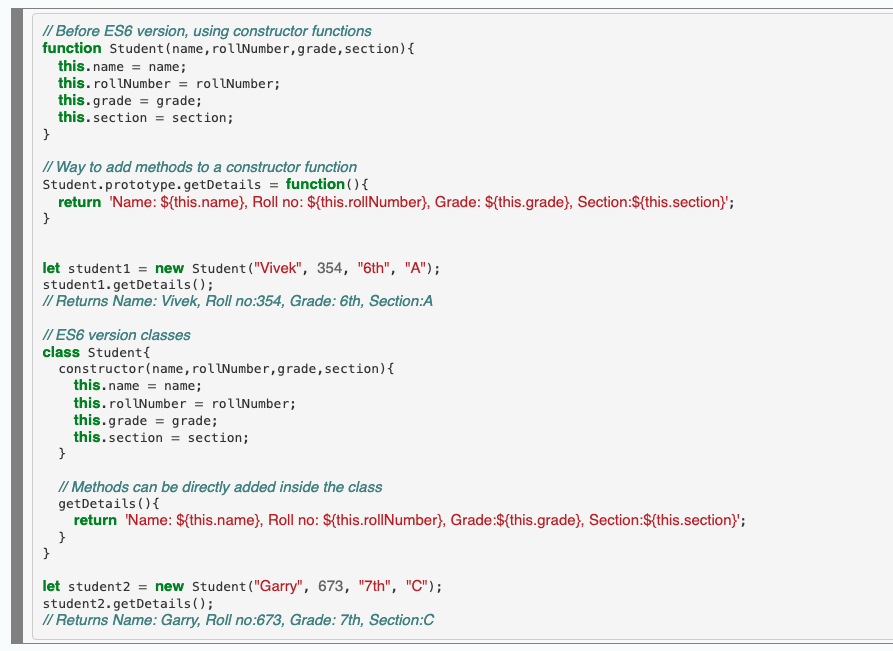 // Before ES6 version, using constructor functions
function Student(name,rollNumber,grade,section){
  this.name = name;
  this.rollNumber = rollNumber;
  this.grade = grade;
  this.section = section;
}

// Way to add methods to a constructor function
Student.prototype.getDetails = function(){
  return 'Name: ${this.name}, Roll no: ${this.rollNumber}, Grade: ${this.grade}, Section:${this.section}';
}

let student1 = new Student("Vivek", 354, "6th", "A");
student1.getDetails();
// Returns Name: Vivek, Roll no:354, Grade: 6th, Section:A

// ES6 version classes
class Student{
  constructor(name,rollNumber,grade,section){
    this.name = name;
    this.rollNumber = rollNumber;
    this.grade = grade;
    this.section = section;
  }

  // Methods can be directly added inside the class
  getDetails(){
    return 'Name: ${this.name}, Roll no: ${this.rollNumber}, Grade:${this.grade}, Section:${this.section}';
  }
}

let student2 = new Student("Garry", 673, "7th", "C");
student2.getDetails();
// Returns Name: Garry, Roll no:673, Grade: 7th, Section:C